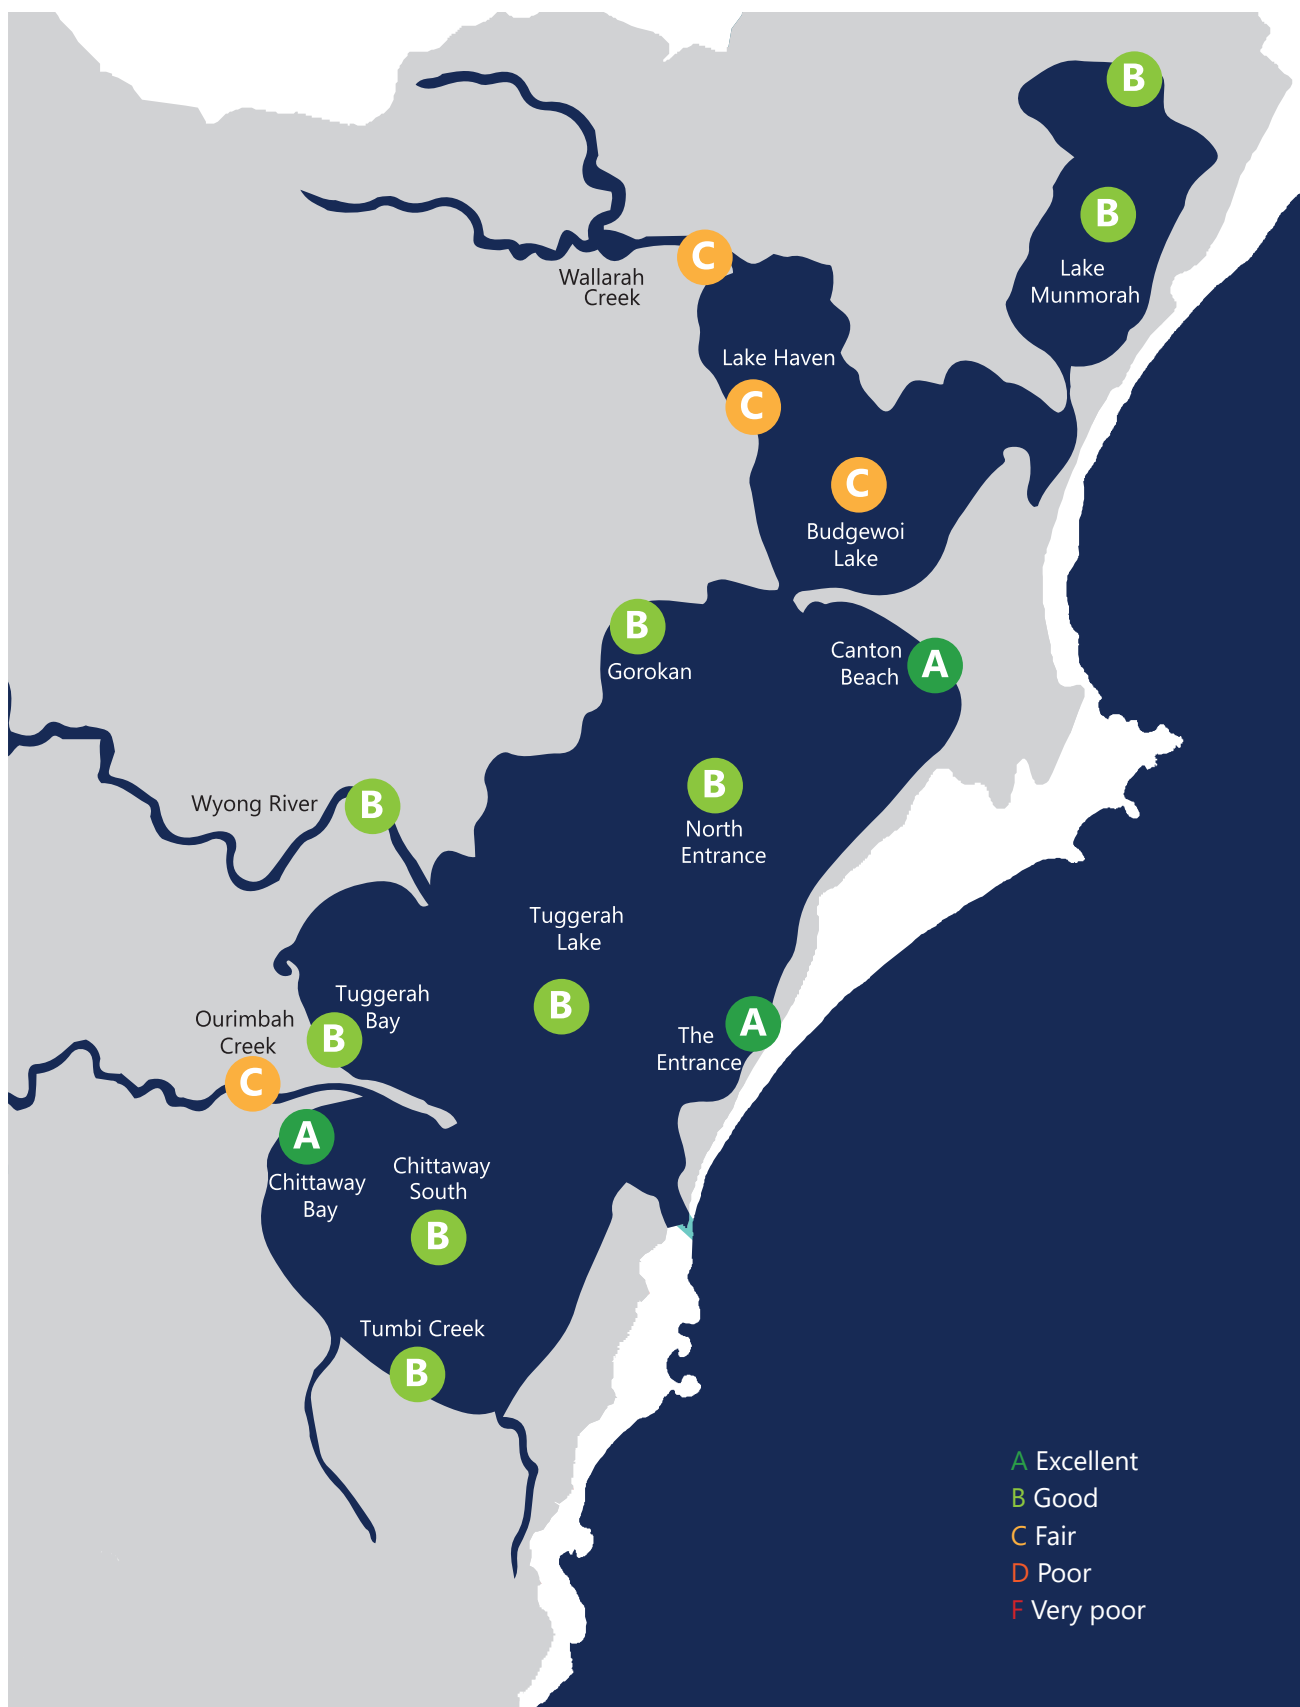 B
B
Lake
Munmorah
C
Wallarah
Creek
Lake Haven
C
C
Budgewoi
Lake
B
Gorokan
Canton
Beach
A
B
North
Entrance
Wyong River
B
Tuggerah
Lake
B
Tuggerah
Bay
B
Ourimbah
Creek
C
The
Entrance
A
A
Chittaway
Bay
Chittaway
South
B
Tumbi Creek
B
A Excellent
B Good
C Fair
D Poor
F Very poor